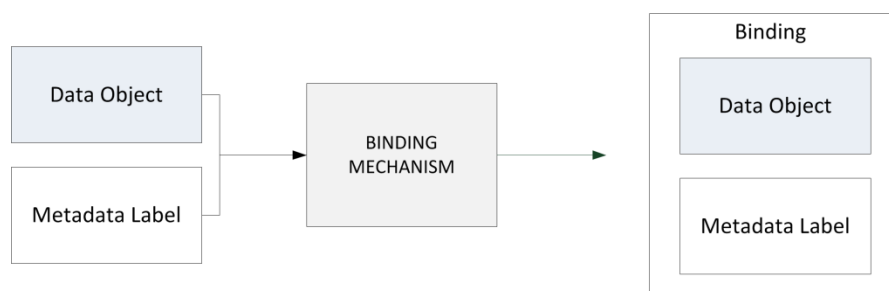 Data Object
Metadata Label
BINDING
MECHANISM
Binding
Data Object
Metadata Label